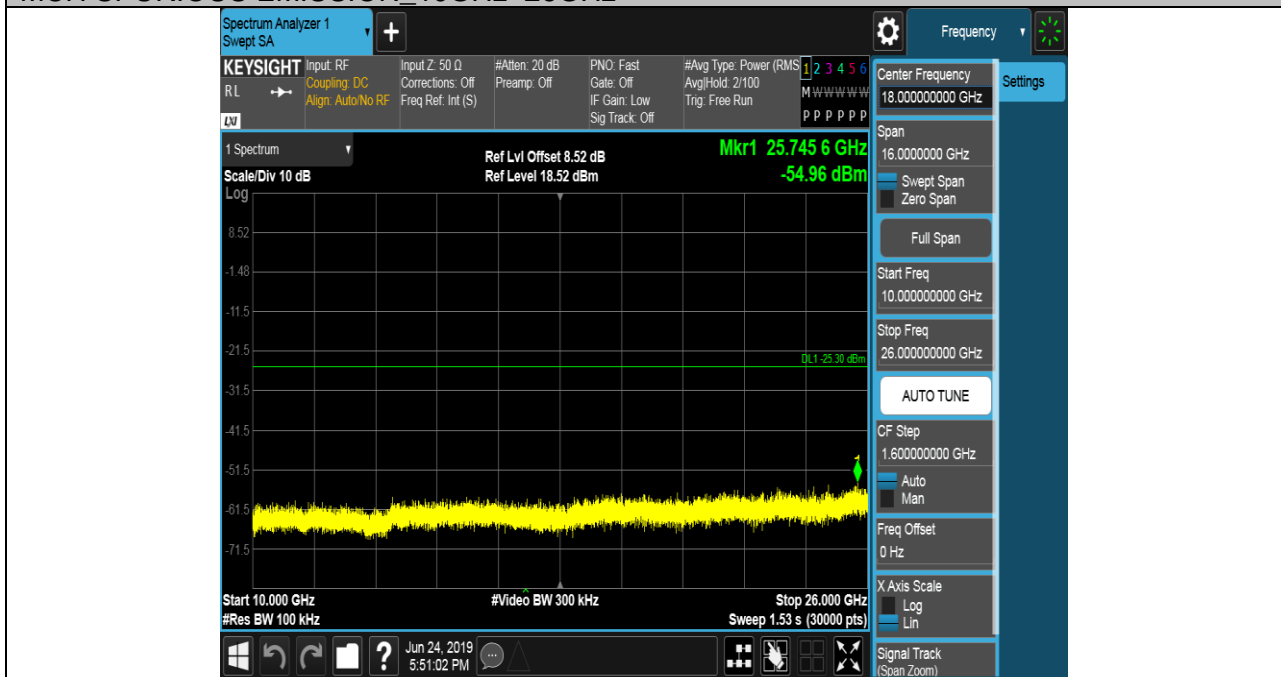 Spectrum Analyzer 1
Swept SA
+
Frequency
KEYSIGHT
RL
LXI
Input: RF
Coupling: DC
Align: Auto/No RF
Input Z: 50 Ω
Corrections: Off
Freq Ref: Int (S)
#Atten: 20 dB
Preamp: Off
PNO: Fast
Gate: Off
IF Gain: Low
Sig Track: Off
#Avg Type: Power (RMS
Avg|Hold: 2/100
Trig: Free Run
1 2 3 4 5 6
M W W W W W
P P P P P P
Center Frequency
18.000000000 GHz
Settings
Span
16.0000000 GHz
Swept Span
Zero Span
Full Span
Start Freq
10.000000000 GHz
Stop Freq
26.000000000 GHz
AUTO TUNE
CF Step
1.600000000 GHz
Auto
Man
Freq Offset
0 Hz
X Axis Scale
Log
Lin
Signal Track
(Span Zoom)
1 Spectrum
Scale/Div 10 dB
Log
Ref Lvl Offset 8.52 dB
Ref Level 18.52 dBm
Mkr1 25.745 6 GHz
-54.96 dBm
8.52
-1.48
-11.5
-21.5
DL1 -25.30 dBm
-31.5
-41.5
-51.5
1
-61.5
-71.5
Start 10.000 GHz
#Res BW 100 kHz
#Video BW 300 kHz
Stop 26.000 GHz
Sweep 1.53 s (30000 pts)
?
Jun 24, 2019
5:51:02 PM